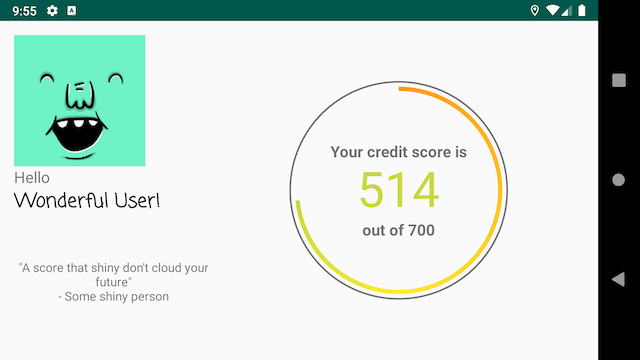 9:55
A
Hello
Wonderful User!
"A score that shiny don't cloud your
future"
- Some shiny person
Your credit score is
514
out of 700